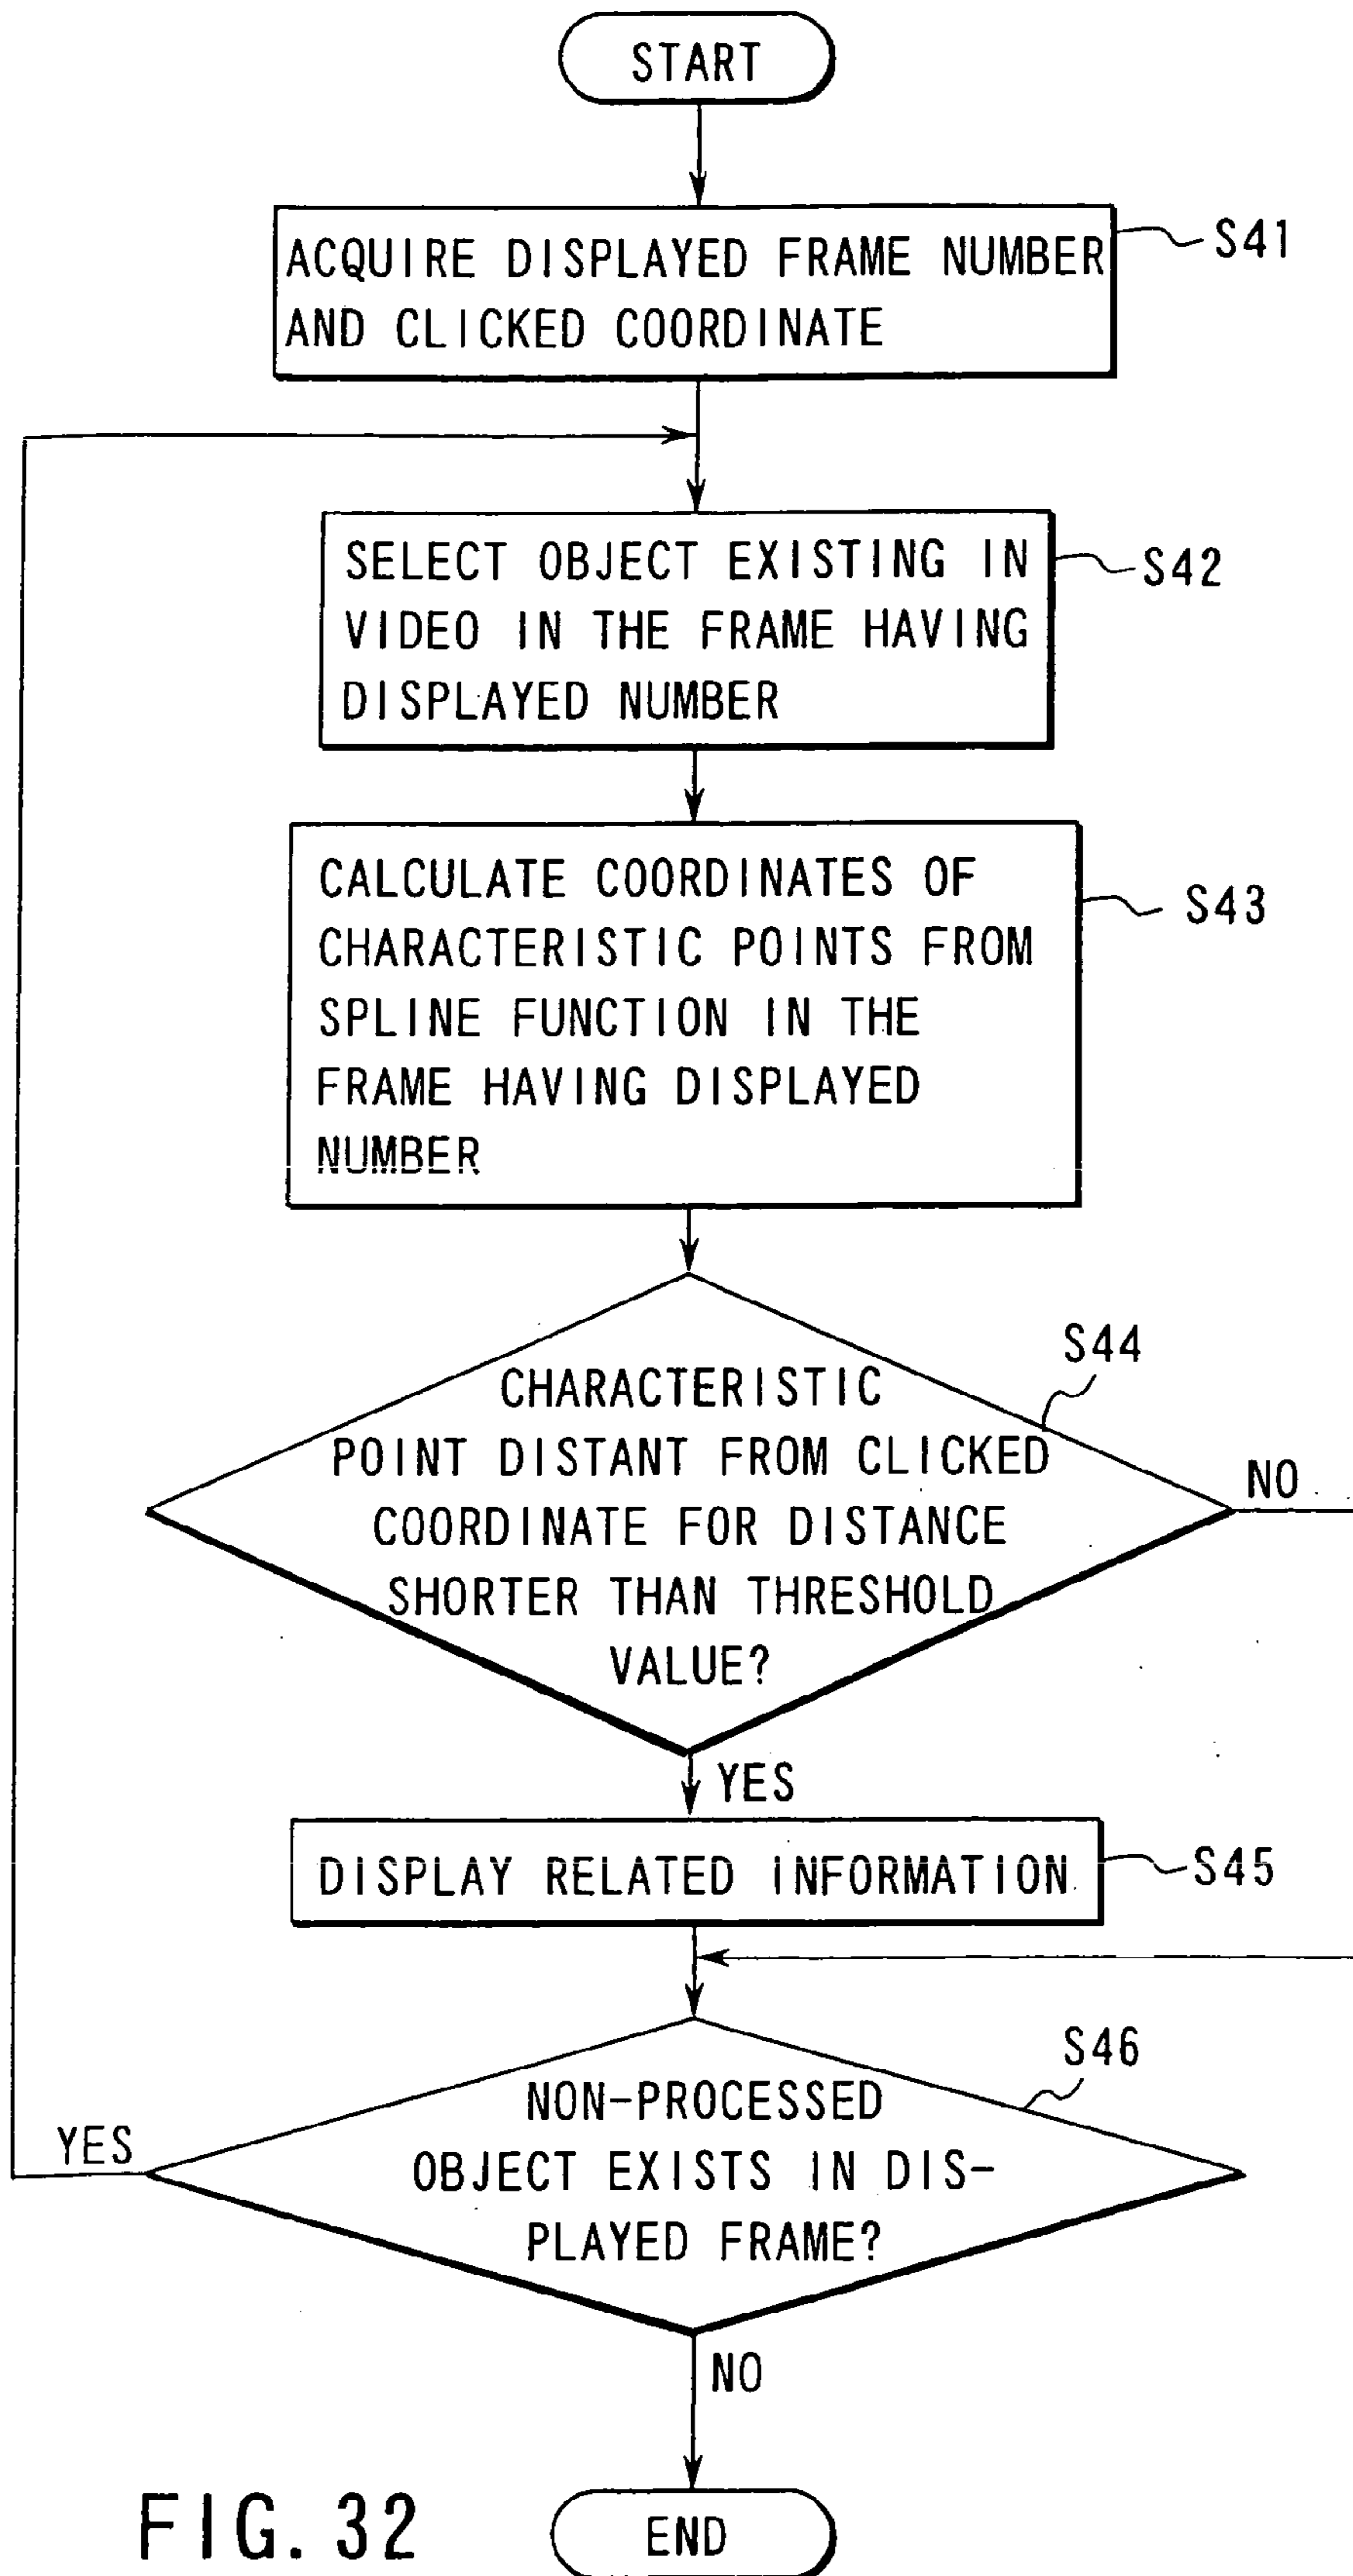 START
ACQUIRE DISPLAYED FRAME NUMBER
AND CLICKED COORDINATE
S41
SELECT OBJECT EXISTING IN
VIDEO IN THE FRAME HAVING
DISPLAYED NUMBER
S42
CALCULATE COORDINATES OF
CHARACTERISTIC POINTS FROM
SPLINE FUNCTION IN THE
FRAME HAVING DISPLAYED
NUMBER
S43
S44
CHARACTERISTIC
POINT DISTANT FROM CLICKED
COORDINATE FOR DISTANCE
SHORTER THAN THRESHOLD
VALUE?
NO
YES
DISPLAY RELATED INFORMATION
S45
S46
NON-PROCESSED
OBJECT EXISTS IN DIS-
PLAYED FRAME?
YES
NO
END
FIG. 32